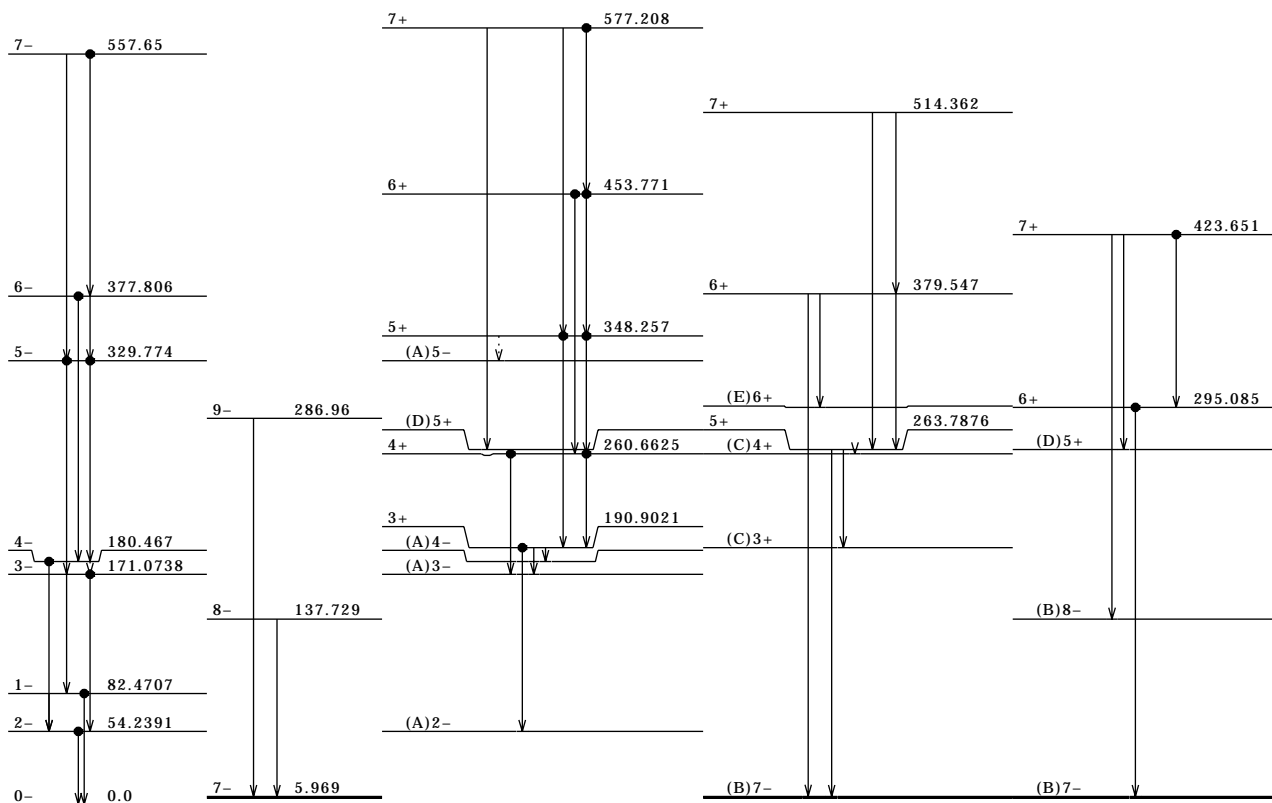 7− 557.65
6− 377.806
5− 329.774
4− 180.467
3− 171.0738
1− 82.4707
2− 54.2391
0− 0.0
9− 286.96
8− 137.729
7− 5.969
7+ 577.208
6+ 453.771
5+ 348.257
(A)5−
(D)5+
4+ 260.6625
3+ 190.9021
(A)4−
(A)3−
(A)2−
7+ 514.362
6+ 379.547
(E)6+
5+ 263.7876
(C)4+
(C)3+
(B)7−
7+ 423.651
6+ 295.085
(D)5+
(B)8−
(B)7−